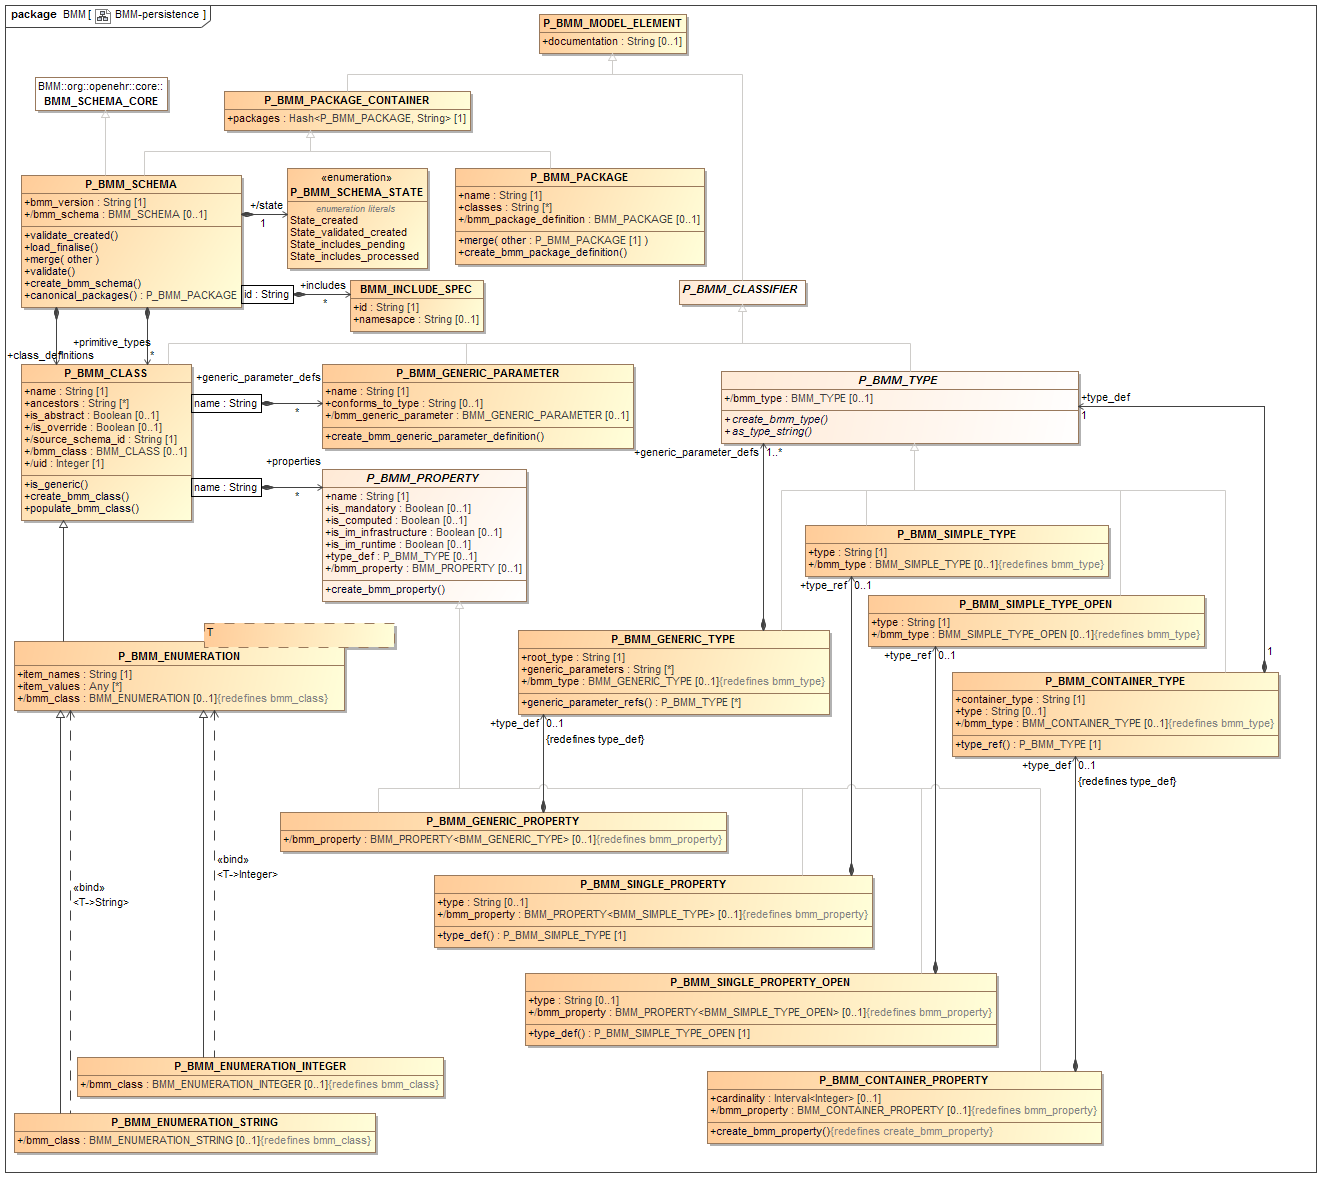 package BMM [ BMM-persistence ]
P_BMM_MODEL_ELEMENT
+documentation : String [0..1]
BMM::org::openehr::core::
BMM_SCHEMA_CORE
P_BMM_PACKAGE_CONTAINER
+packages : Hash<P_BMM_PACKAGE, String> [1]
P_BMM_SCHEMA
+bmm_version : String [1]
+/bmm_schema : BMM_SCHEMA [0..1]
+validate_created()
+load_finalise()
+merge( other )
+validate()
+create_bmm_schema()
+canonical_packages() : P_BMM_PACKAGE
+/state
1
«enumeration»
P_BMM_SCHEMA_STATE
enumeration literals
State_created
State_validated_created
State_includes_pending
State_includes_processed
P_BMM_PACKAGE
+name : String [1]
+classes : String [*]
+/bmm_package_definition : BMM_PACKAGE [0..1]
+merge( other : P_BMM_PACKAGE [1] )
+create_bmm_package_definition()
id : String
+includes
*
BMM_INCLUDE_SPEC
+id : String [1]
+namesapce : String [0..1]
P_BMM_CLASSIFIER
+class_definitions
*
+primitive_types
*
P_BMM_CLASS
+name : String [1]
+ancestors : String [*]
+is_abstract : Boolean [0..1]
+/is_override : Boolean [0..1]
+/source_schema_id : String [1]
+/bmm_class : BMM_CLASS [0..1]
+/uid : Integer [1]
+is_generic()
+create_bmm_class()
+populate_bmm_class()
name : String
+generic_parameter_defs
*
P_BMM_GENERIC_PARAMETER
+name : String [1]
+conforms_to_type : String [0..1]
+/bmm_generic_parameter : BMM_GENERIC_PARAMETER [0..1]
+create_bmm_generic_parameter_definition()
P_BMM_TYPE
+/bmm_type : BMM_TYPE [0..1]
+create_bmm_type()
+as_type_string()
+type_def
1
+generic_parameter_defs 1..*
name : String
+properties
*
P_BMM_PROPERTY
+name : String [1]
+is_mandatory : Boolean [0..1]
+is_computed : Boolean [0..1]
+is_im_infrastructure : Boolean [0..1]
+is_im_runtime : Boolean [0..1]
+type_def : P_BMM_TYPE [0..1]
+/bmm_property : BMM_PROPERTY [0..1]
+create_bmm_property()
P_BMM_SIMPLE_TYPE
+type : String [1]
+/bmm_type : BMM_SIMPLE_TYPE [0..1]{redefines bmm_type}
+type_ref 0..1
P_BMM_SIMPLE_TYPE_OPEN
+type : String [1]
+/bmm_type : BMM_SIMPLE_TYPE_OPEN [0..1]{redefines bmm_type}
+type_ref 0..1
1
T
P_BMM_ENUMERATION
+item_names : String [1]
+item_values : Any [*]
+/bmm_class : BMM_ENUMERATION [0..1]{redefines bmm_class}
P_BMM_GENERIC_TYPE
+root_type : String [1]
+generic_parameters : String [*]
+/bmm_type : BMM_GENERIC_TYPE [0..1]{redefines bmm_type}
+generic_parameter_refs() : P_BMM_TYPE [*]
+type_def 0..1
{redefines type_def}
P_BMM_CONTAINER_TYPE
+container_type : String [1]
+type : String [0..1]
+/bmm_type : BMM_CONTAINER_TYPE [0..1]{redefines bmm_type}
+type_ref() : P_BMM_TYPE [1]
+type_def 0..1
{redefines type_def}
P_BMM_GENERIC_PROPERTY
+/bmm_property : BMM_PROPERTY<BMM_GENERIC_TYPE> [0..1]{redefines bmm_property}
«bind»
<T->Integer>
«bind»
<T->String>
P_BMM_SINGLE_PROPERTY
+type : String [0..1]
+/bmm_property : BMM_PROPERTY<BMM_SIMPLE_TYPE> [0..1]{redefines bmm_property}
+type_def() : P_BMM_SIMPLE_TYPE [1]
P_BMM_SINGLE_PROPERTY_OPEN
+type : String [0..1]
+/bmm_property : BMM_PROPERTY<BMM_SIMPLE_TYPE_OPEN> [0..1]{redefines bmm_property}
+type_def() : P_BMM_SIMPLE_TYPE_OPEN [1]
P_BMM_ENUMERATION_INTEGER
+/bmm_class : BMM_ENUMERATION_INTEGER [0..1]{redefines bmm_class}
P_BMM_CONTAINER_PROPERTY
+cardinality : Interval<Integer> [0..1]
+/bmm_property : BMM_CONTAINER_PROPERTY [0..1]{redefines bmm_property}
+create_bmm_property(){redefines create_bmm_property}
P_BMM_ENUMERATION_STRING
+/bmm_class : BMM_ENUMERATION_STRING [0..1]{redefines bmm_class}